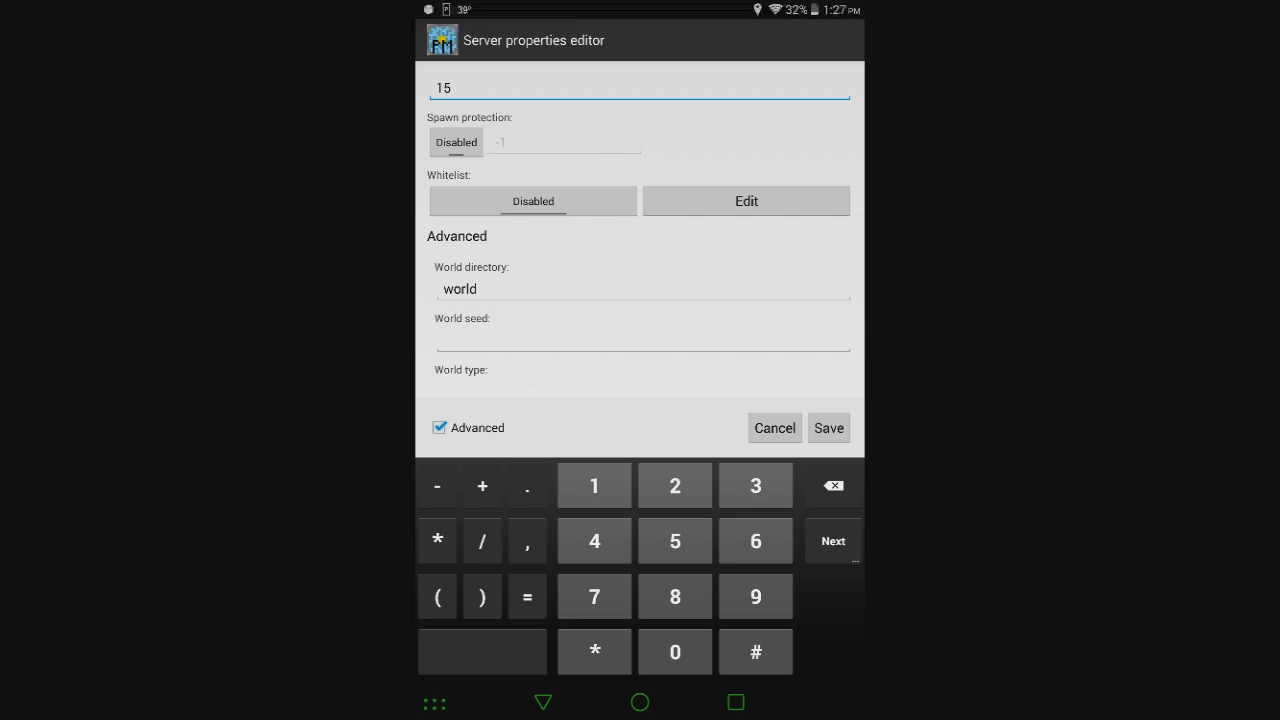 P 39° 32% 1:27 PM
PM Server properties editor
15
Spawn protection:
Disabled -1
Whitelist:
Disabled Edit
Advanced
World directory:
world
World seed:
World type:
Advanced Cancel Save
- + . 1 2 3
* / , 4 5 6 Next
...
( ) = 7 8 9
* 0 #